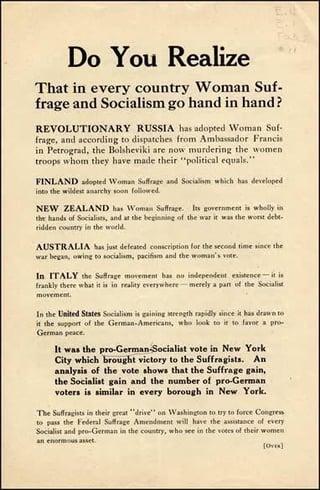 Do You Realize
That in every country Woman Suf-
frage and Socialism go hand in hand?
REVOLUTIONARY RUSSIA has adopted Woman Suf-
frage, and according to dispatches from Ambassador Francis
in Petrograd, the Bolsheviki are now murdering the women
troops whom they have made their "political equals."
FINLAND adopted Woman Suffrage and Socialism which has developed
into the wildest anarchy soon followed.
NEW ZEALAND has Woman Suffrage. Its government is wholly in
the hands of Socialists, and at the beginning of the war it was the worst debt-
ridden country in the world.
AUSTRALIA has just defeated conscription for the second time since the
war began, owing to socialism, pacifism and the woman's vote.
In ITALY the Suffrage movement has no independent existence — it is
frankly there what it is in reality everywhere — merely a part of the Socialist
movement.
In the United States Socialism is gaining strength rapidly since it has drawn to
it the support of the German-Americans, who look to it to favor a pro-
German peace.
It was the pro-German-Socialist vote in New York
City which brought victory to the Suffragists. An
analysis of the vote shows that the Suffrage gain,
the Socialist gain and the number of pro-German
voters is similar in every borough in New York.
The Suffragists in their great "drive" on Washington to try to force Congress
to pass the Federal Suffrage Amendment will have the assistance of every
Socialist and pro-German in the country, who see in the votes of their women
an enormous asset.
[OVER]